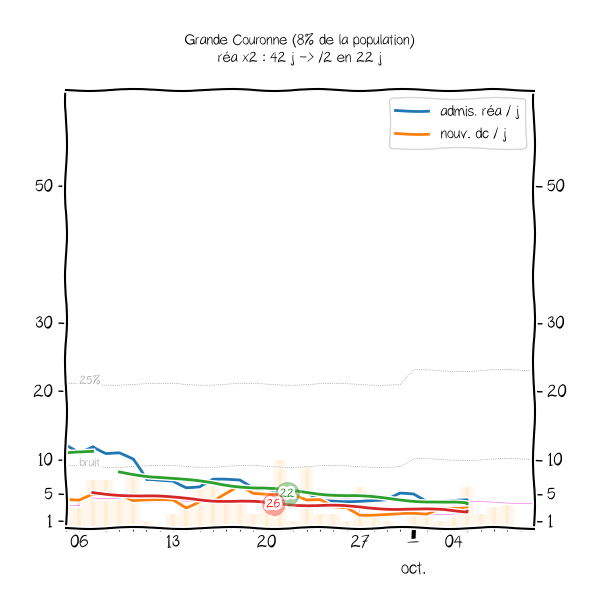 Grande Couronne (8% de la population)
réa x2 : 42 j -> /2 en 22 j
admis. réa / j
nouv. dc / j
50 50
30 30
25%
20 20
bruit
10 10
22
5 5
26
1 1
06 13 20 27 1 04
oct.